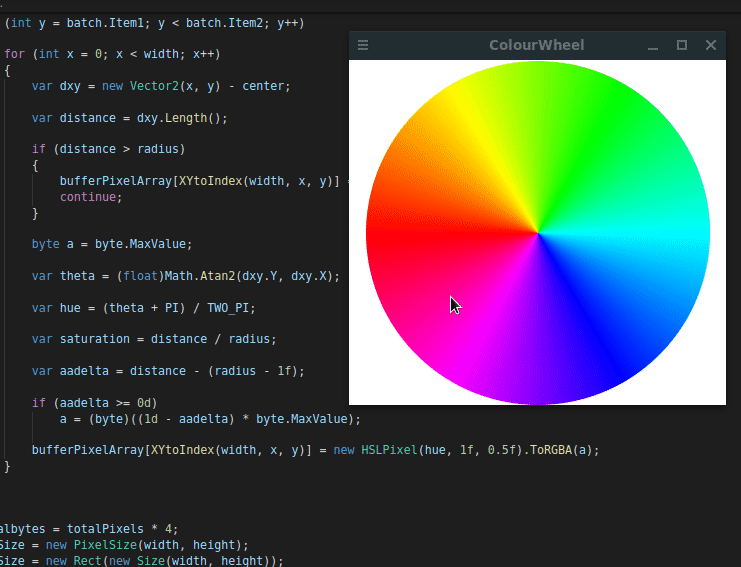 (int y = batch.Item1; y < batch.Item2; y++)
for (int x = 0; x < width; x++)
{
var dxy = new Vector2(x, y) - center;
var distance = dxy.Length();
if (distance > radius)
{
bufferPixelArray[XYtoIndex(width, x, y)] =
continue;
}
byte a = byte.MaxValue;
var theta = (float)Math.Atan2(dxy.Y, dxy.X);
var hue = (theta + PI) / TWO_PI;
var saturation = distance / radius;
var aadelta = distance - (radius - 1f);
if (aadelta >= 0d)
a = (byte)((1d - aadelta) * byte.MaxValue);
bufferPixelArray[XYtoIndex(width, x, y)] = new HSLPixel(hue, 1f, 0.5f).ToRGBA(a);
}
albytes = totalPixels * 4;
Size = new PixelSize(width, height);
Size = new Rect(new Size(width, height));
ColourWheel